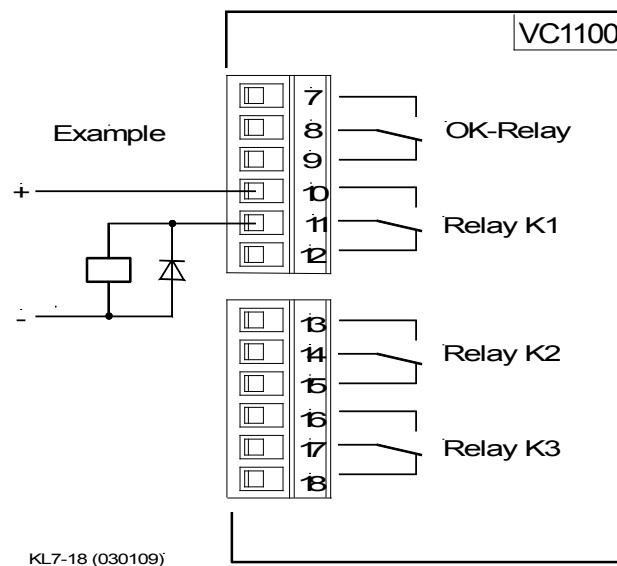 VC1100
7
8
9
OK-Relay
Example
+
10
11
12
Relay K1
-
13
14
15
Relay K2
16
17
18
Relay K3
KL7-18 (030109)